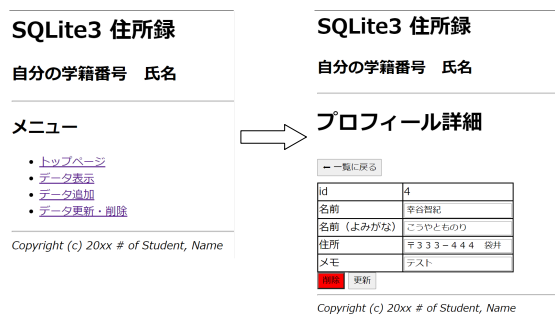 SQLite3 住所録
自分の学籍番号　氏名
メニュー
トップページ
データ表示
データ追加
データ更新・削除
Copyright (c) 20xx # of Student, Name
SQLite3 住所録
自分の学籍番号　氏名
プロフィール詳細
← 一覧に戻る
id 4
名前 幸谷智紀
名前（よみがな） こうやとものり
住所 〒３３３－４４４　袋井
メモ テスト
削除 更新
Copyright (c) 20xx # of Student, Name